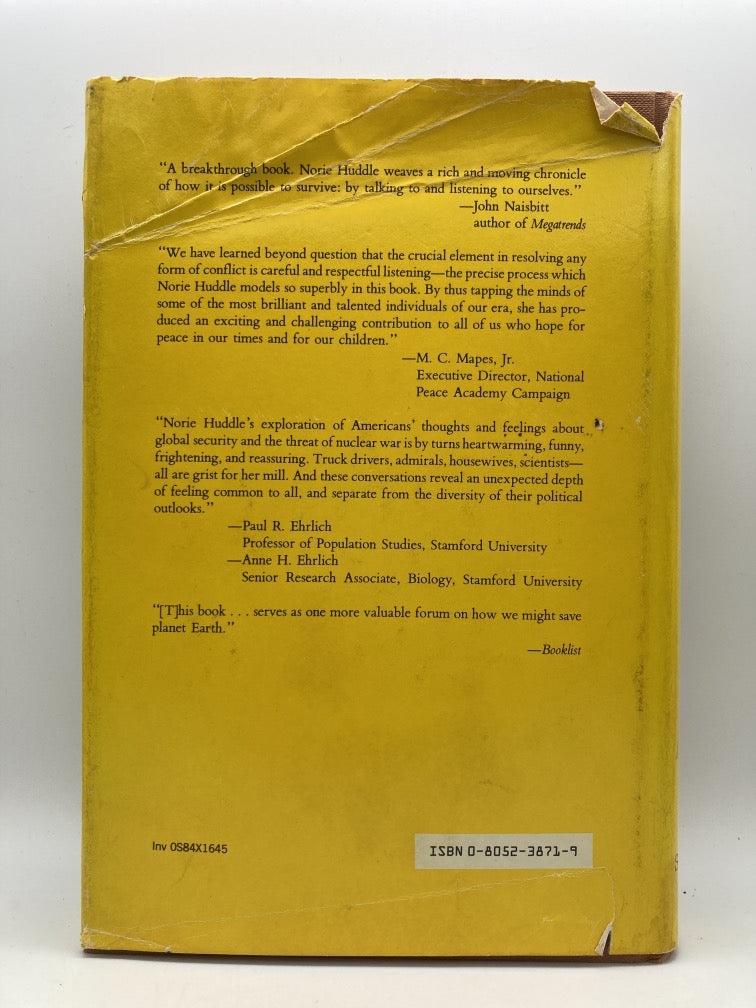 “A breakthrough book. Norie Huddle weaves a rich and moving chronicle
of how it is possible to survive: by talking to and listening to ourselves.”
—John Naisbitt
author of Megatrends
“We have learned beyond question that the crucial element in resolving any
form of conflict is careful and respectful listening—the precise process which
Norie Huddle models so superbly in this book. By thus tapping the minds of
some of the most brilliant and talented individuals of our era, she has pro-
duced an exciting and challenging contribution to all of us who hope for
peace in our times and for our children.”
—M. C. Mapes, Jr.
Executive Director, National
Peace Academy Campaign
“Norie Huddle’s exploration of Americans’ thoughts and feelings about
global security and the threat of nuclear war is by turns heartwarming, funny,
frightening, and reassuring. Truck drivers, admirals, housewives, scientists—
all are grist for her mill. And these conversations reveal an unexpected depth
of feeling common to all, and separate from the diversity of their political
outlooks.”
—Paul R. Ehrlich
Professor of Population Studies, Stamford University
—Anne H. Ehrlich
Senior Research Associate, Biology, Stamford University
“[T]his book . . . serves as one more valuable forum on how we might save
planet Earth.”
—Booklist
Inv 0S84X1645
ISBN 0-8052-3871-9